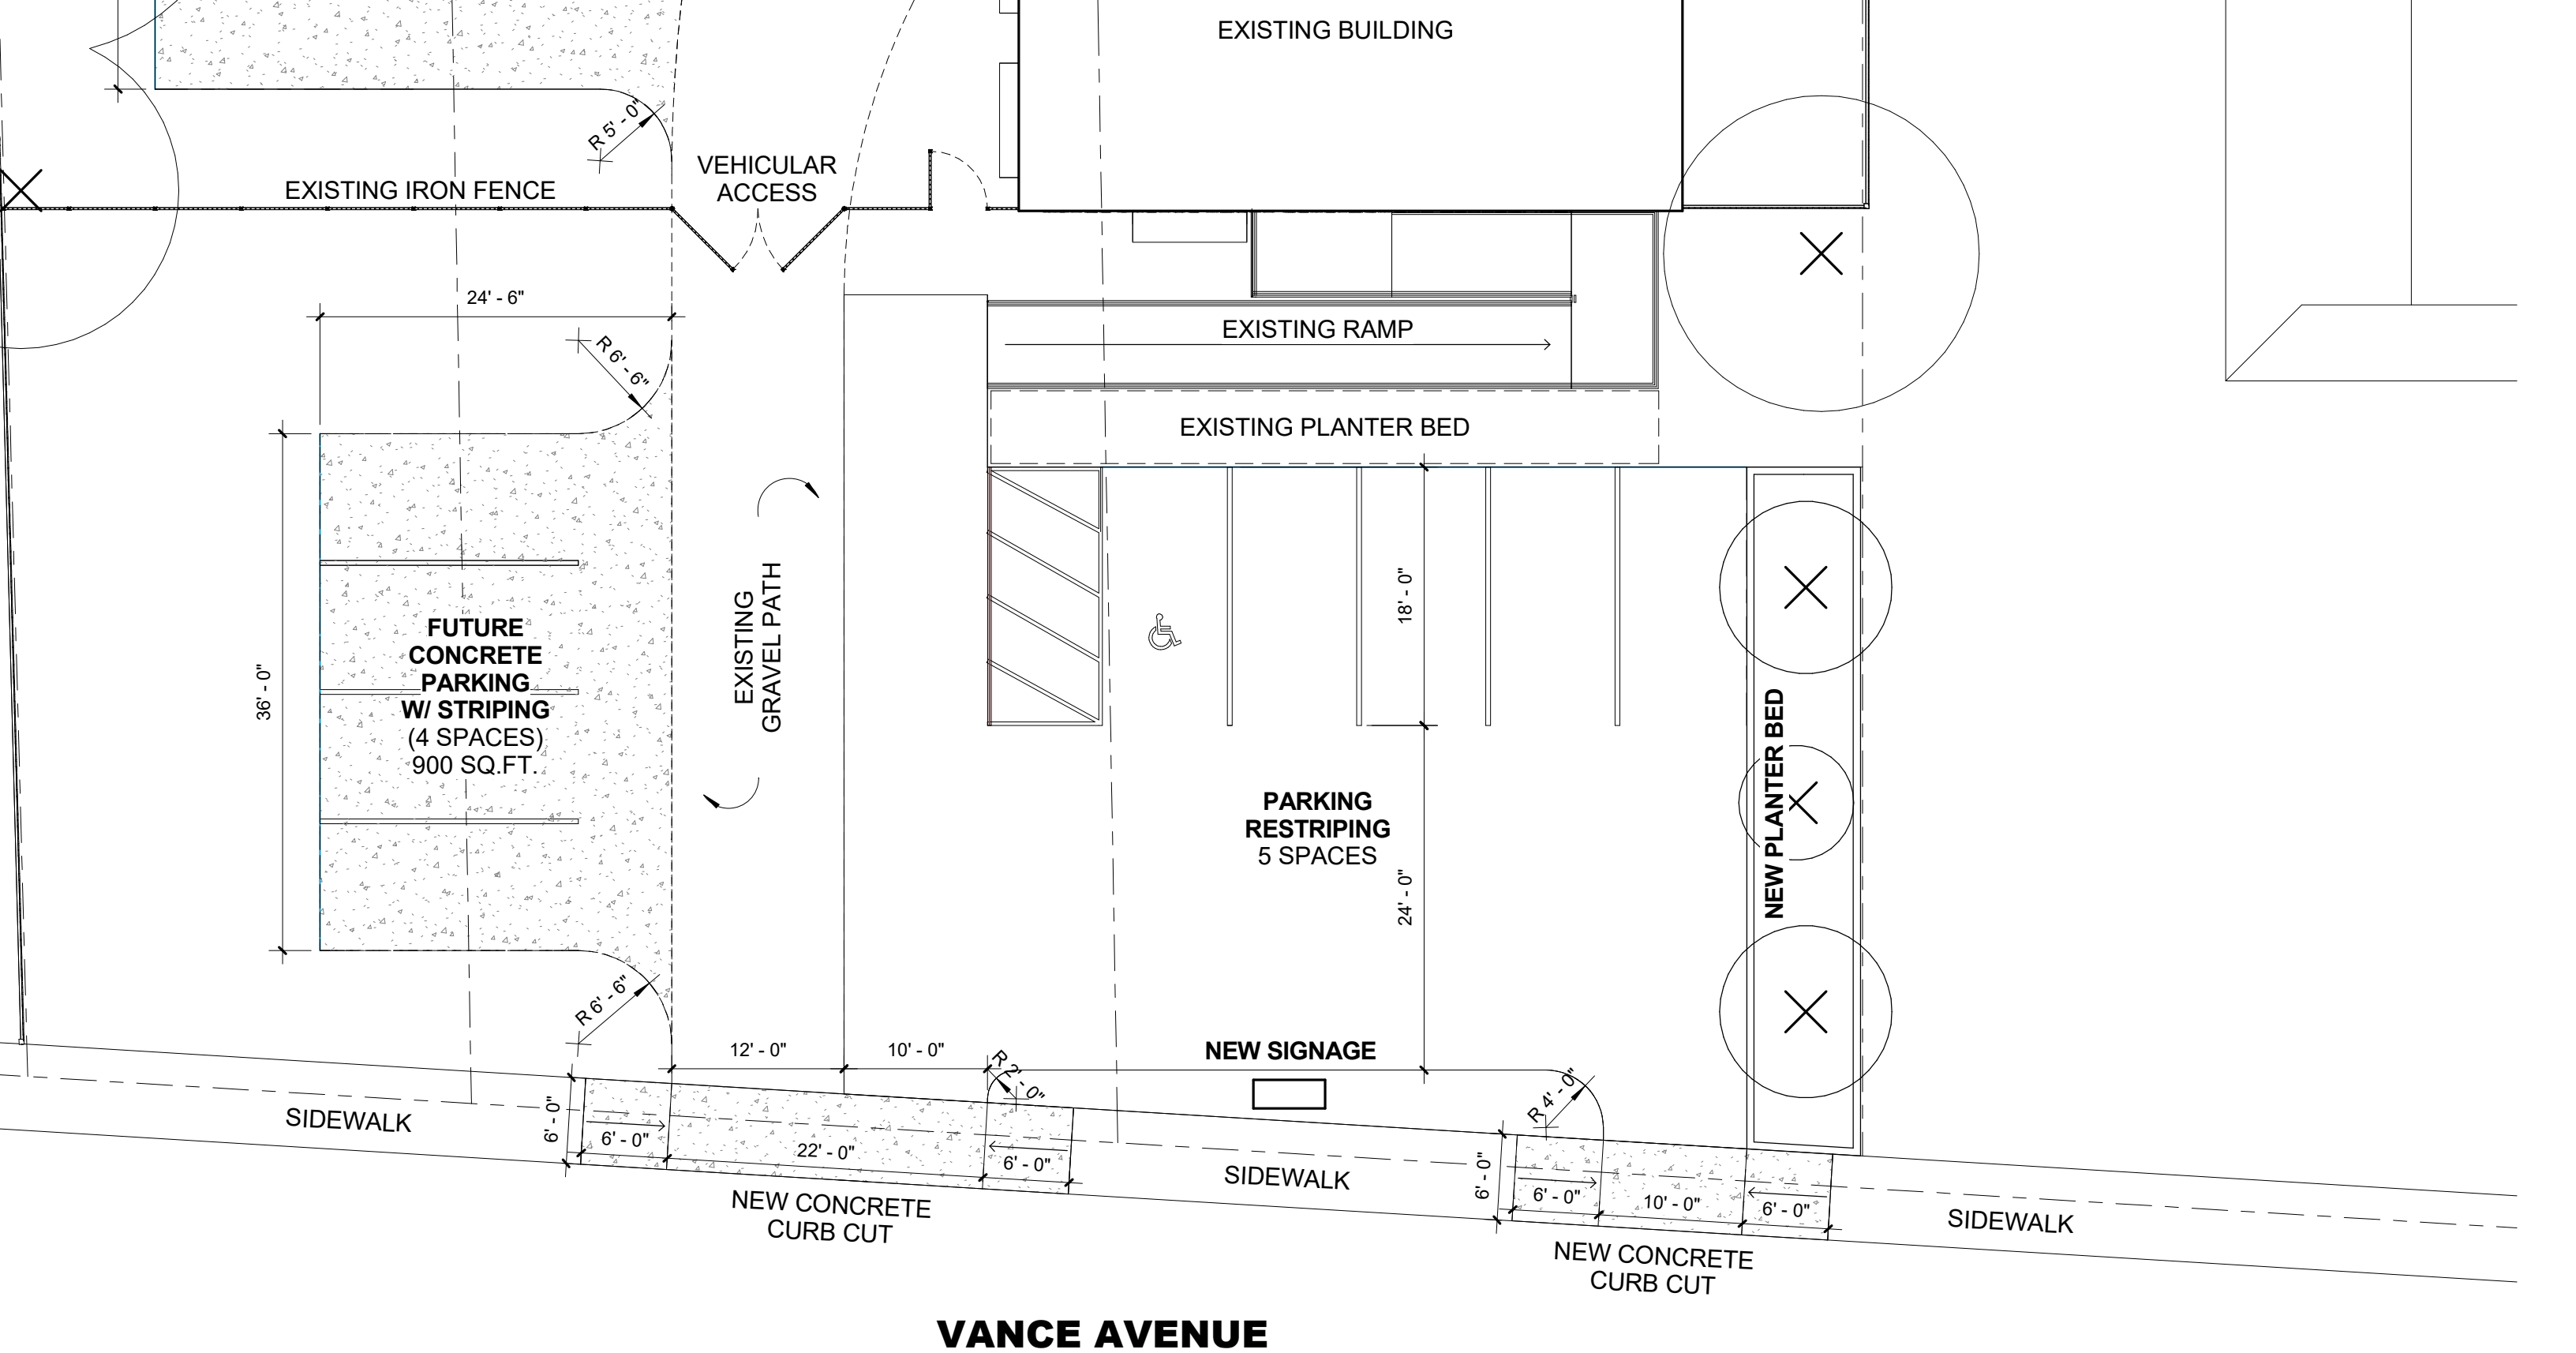 EXISTING BUILDING
R 5' - 0"
VEHICULAR
ACCESS
EXISTING IRON FENCE
24' - 6"
EXISTING RAMP
R 6' - 6"
EXISTING PLANTER BED
18' - 0"
EXISTING
GRAVEL PATH
FUTURE
CONCRETE
PARKING
W/ STRIPING
(4 SPACES)
900 SQ.FT.
36' - 0"
NEW PLANTER BED
PARKING
RESTRIPING
5 SPACES
24' - 0"
R 6' - 6"
12' - 0"
10' - 0"
R 2' - 0"
NEW SIGNAGE
R 4' - 0"
SIDEWALK
6' - 0"
6' - 0"
22' - 0"
6' - 0"
SIDEWALK
6' - 0"
6' - 0"
10' - 0"
6' - 0"
SIDEWALK
NEW CONCRETE
CURB CUT
NEW CONCRETE
CURB CUT
VANCE AVENUE